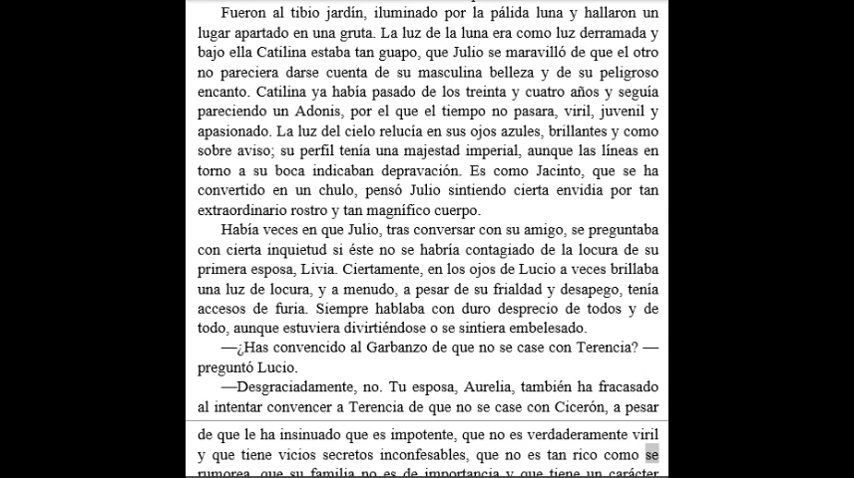 Fueron al tibio jardín, iluminado por la pálida luna y hallaron un
lugar apartado en una gruta. La luz de la luna era como luz derramada y
bajo ella Catilina estaba tan guapo, que Julio se maravilló de que el otro
no pareciera darse cuenta de su masculina belleza y de su peligroso
encanto. Catilina ya había pasado de los treinta y cuatro años y seguía
pareciendo un Adonis, por el que el tiempo no pasara, viril, juvenil y
apasionado. La luz del cielo relucía en sus ojos azules, brillantes y como
sobre aviso; su perfil tenía una majestad imperial, aunque las líneas en
torno a su boca indicaban depravación. Es como Jacinto, que se ha
convertido en un chulo, pensó Julio sintiendo cierta envidia por tan
extraordinario rostro y tan magnífico cuerpo.
Había veces en que Julio, tras conversar con su amigo, se preguntaba
con cierta inquietud si éste no se habría contagiado de la locura de su
primera esposa, Livia. Ciertamente, en los ojos de Lucio a veces brillaba
una luz de locura, y a menudo, a pesar de su frialdad y desapego, tenía
accesos de furia. Siempre hablaba con duro desprecio de todos y de
todo, aunque estuviera divirtiéndose o se sintiera embelesado.
—¿Has convencido al Garbanzo de que no se case con Terencia? —
preguntó Lucio.
—Desgraciadamente, no. Tu esposa, Aurelia, también ha fracasado
al intentar convencer a Terencia de que no se case con Cicerón, a pesar
de que le ha insinuado que es impotente, que no es verdaderamente viril
y que tiene vicios secretos inconfesables, que no es tan rico como se
rumorea, que su familia no es de importancia y que tiene un carácter